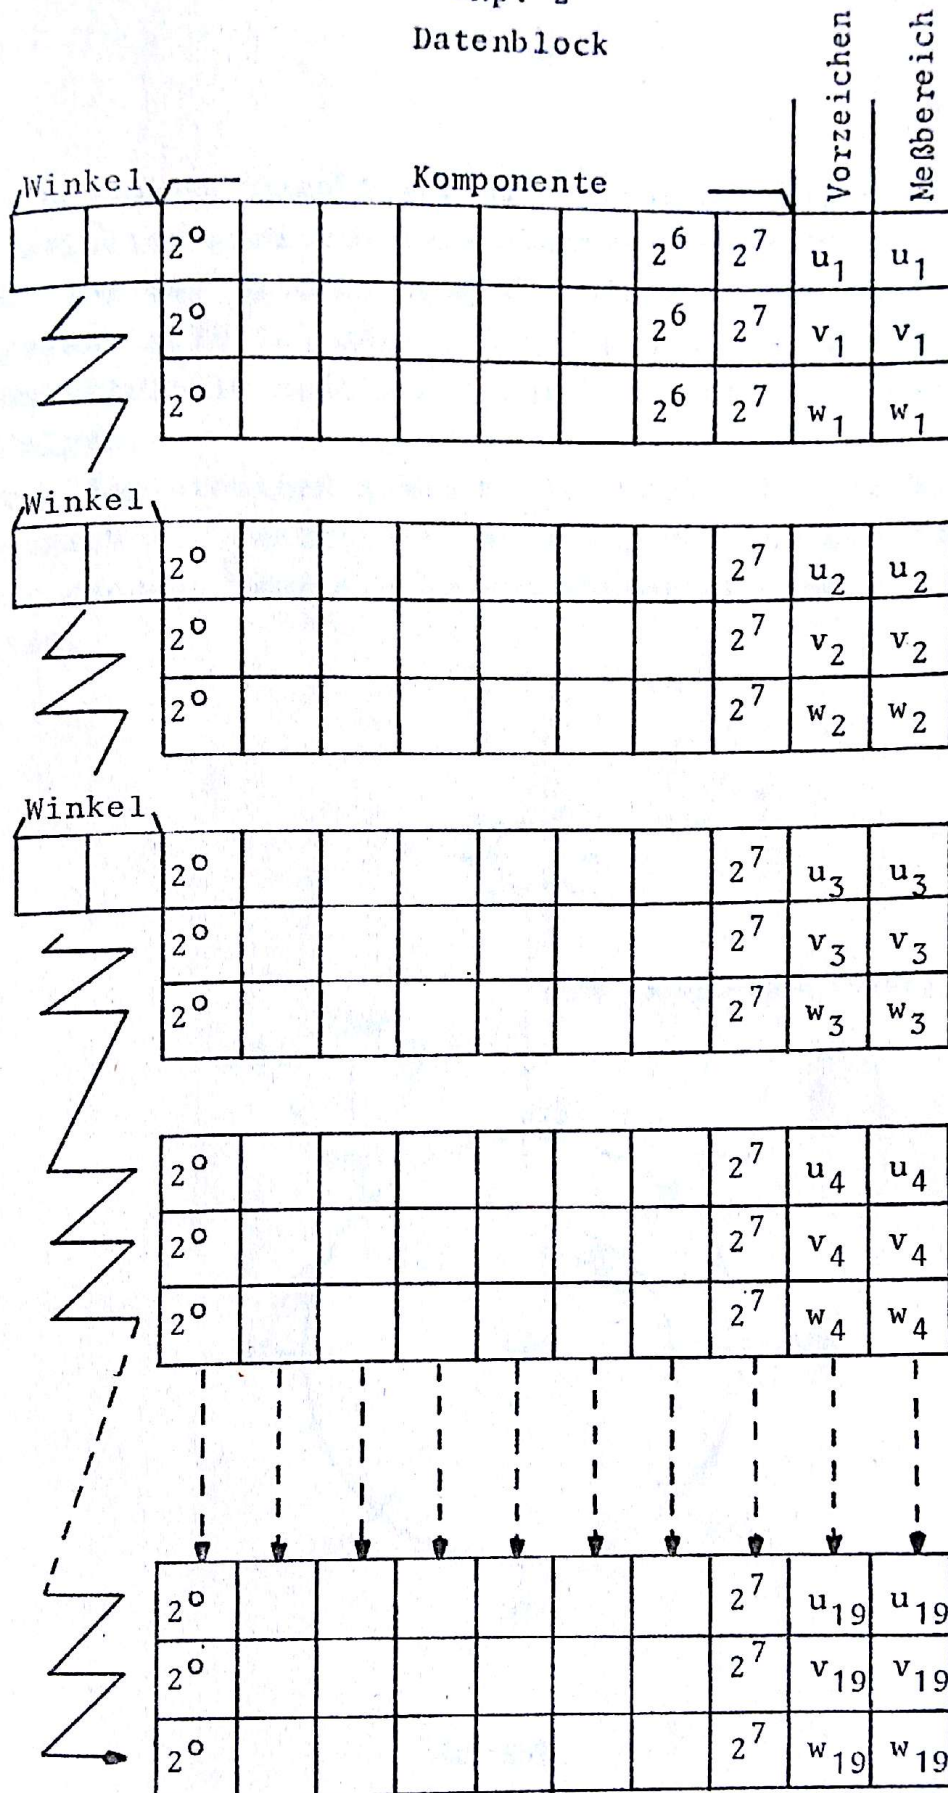 Datenblock
Vorzeichen
Meßbereich
Winkel Komponente
2⁰ 2⁶ 2⁷ u₁ u₁
2⁰ 2⁶ 2⁷ v₁ v₁
2⁰ 2⁶ 2⁷ w₁ w₁
Winkel
2⁰ 2⁷ u₂ u₂
2⁰ 2⁷ v₂ v₂
2⁰ 2⁷ w₂ w₂
Winkel
2⁰ 2⁷ u₃ u₃
2⁰ 2⁷ v₃ v₃
2⁰ 2⁷ w₃ w₃
2⁰ 2⁷ u₄ u₄
2⁰ 2⁷ v₄ v₄
2⁰ 2⁷ w₄ w₄
2⁰ 2⁷ u₁₉ u₁₉
2⁰ 2⁷ v₁₉ v₁₉
2⁰ 2⁷ w₁₉ w₁₉